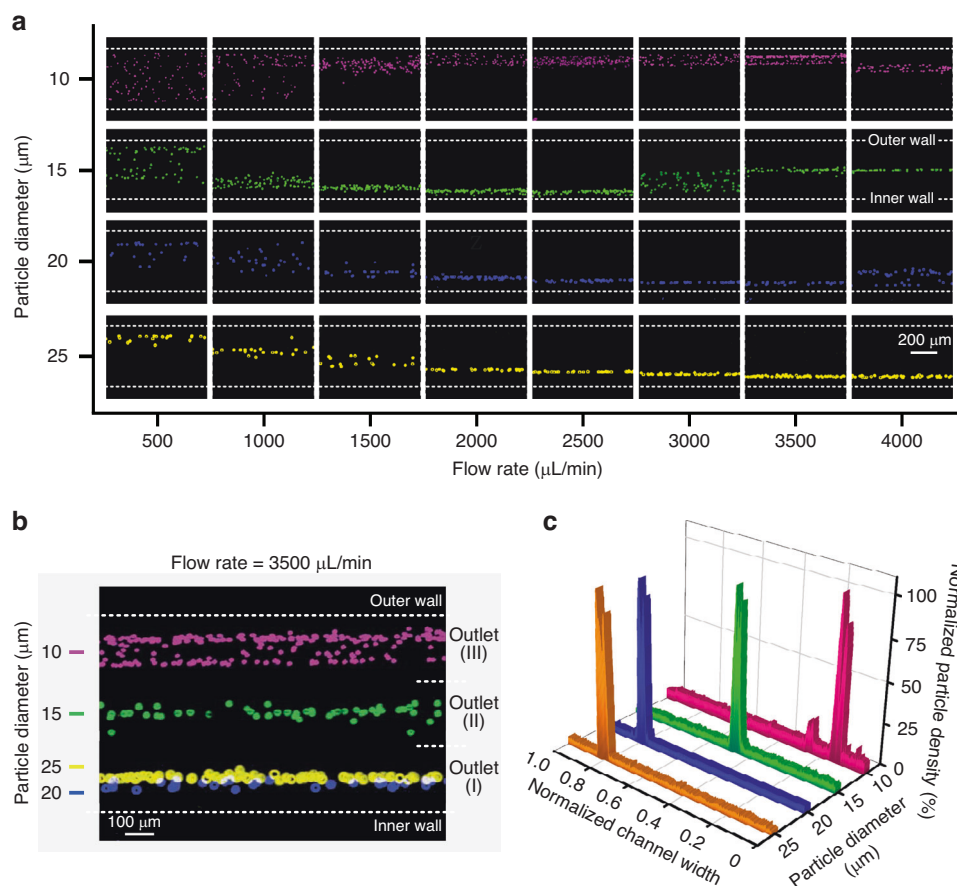 a
Particle diameter (μm)
10
15
20
25
Outer wall
Inner wall
200 μm
500
1000
1500
2000
2500
3000
3500
4000
Flow rate (μL/min)
b
Flow rate = 3500 μL/min
Particle diameter (μm)
10
15
25
20
Outer wall
Outlet
(III)
Outlet
(II)
Outlet
(I)
100 μm
Inner wall
c
Normalized particle density (%)
100
75
50
25
0
1.0
0.8
0.6
0.4
0.2
0
Normalized channel width
10
15
20
25
Particle diameter
(μm)